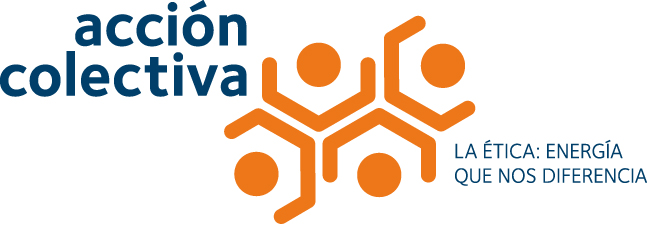 acción
colectiva
LA ÉTICA: ENERGÍA
QUE NOS DIFERENCIA